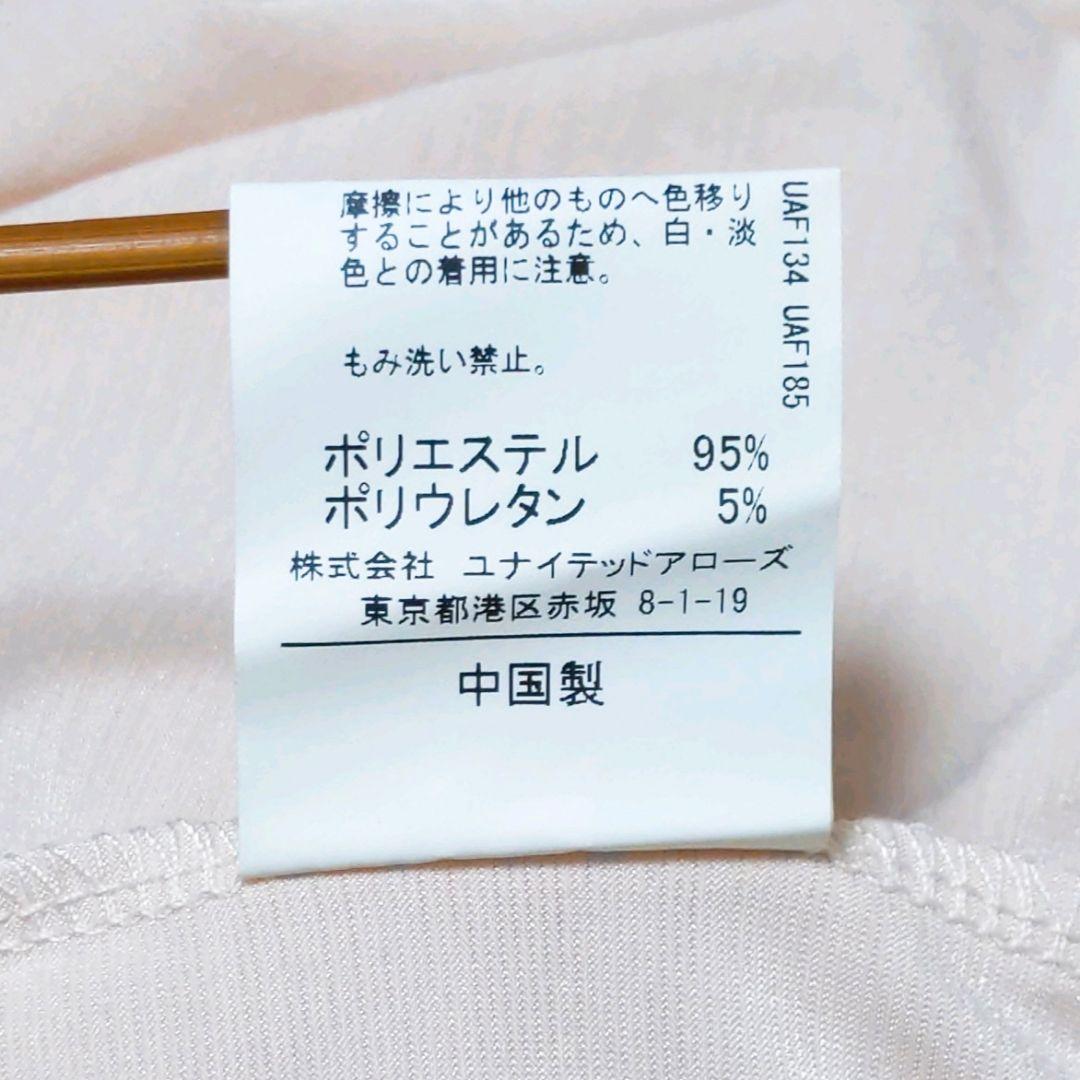 摩擦により他のものへ色移り
することがあるため、白・淡
色との着用に注意。
もみ洗い禁止。
ポリエステル 95%
ポリウレタン 5%
株式会社 ユナイテッドアローズ
東京都港区赤坂 8-1-19
中国製
UAF134 UAF185